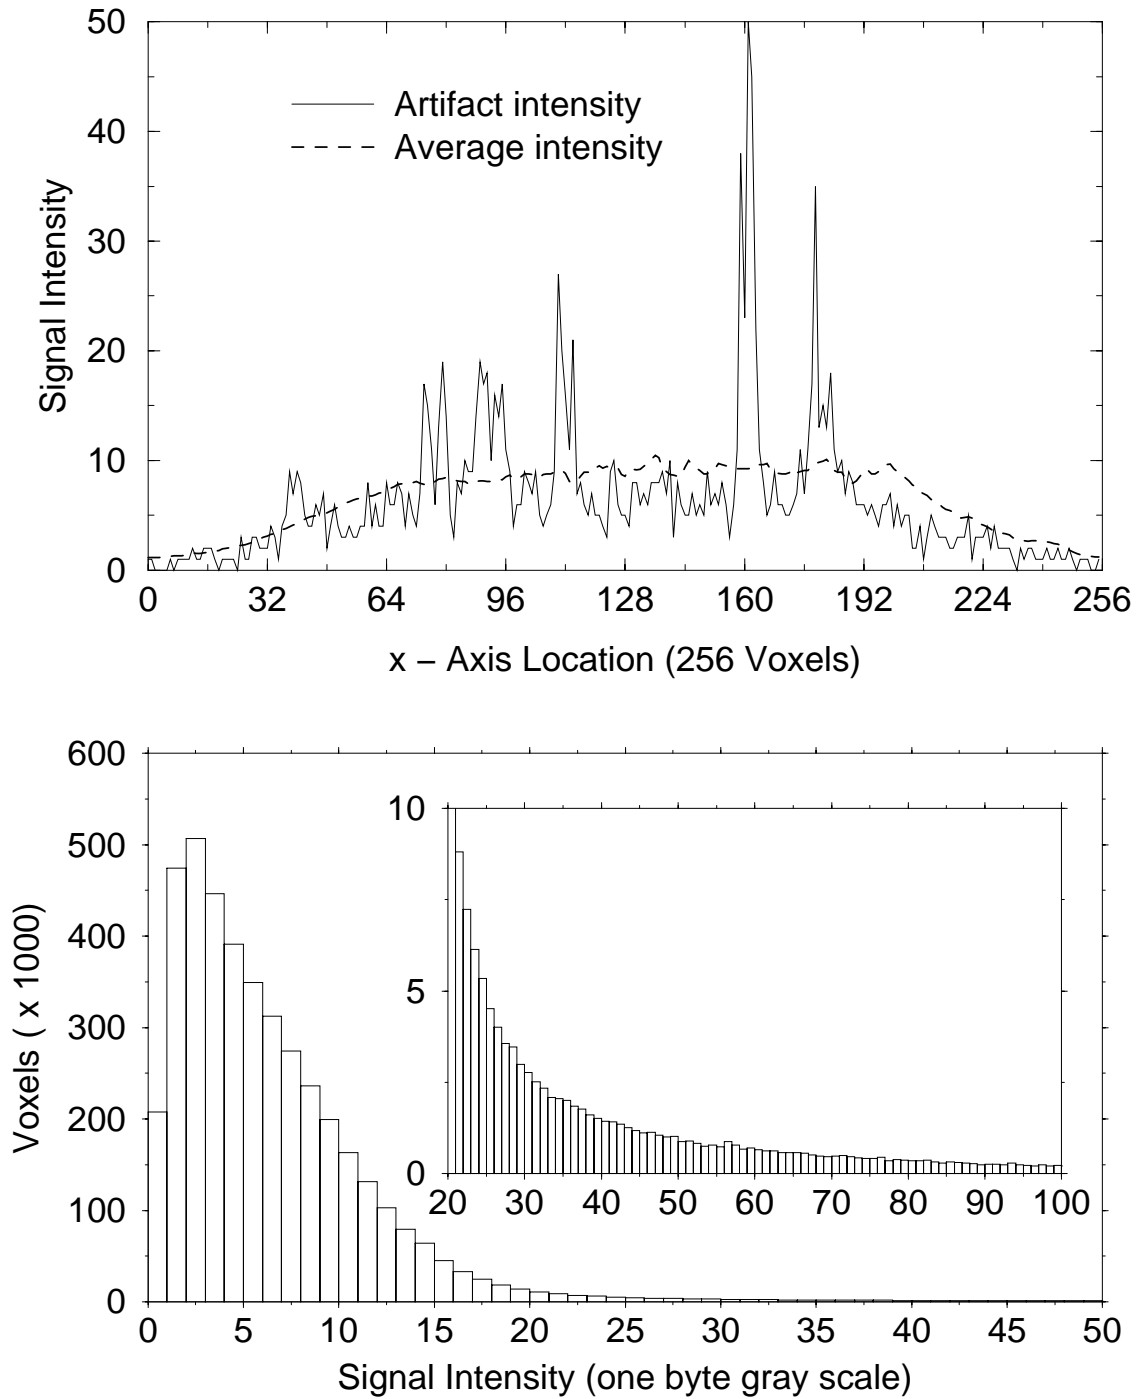 50
40
30
20
10
0
Signal Intensity
Artifact intensity
Average intensity
0 32 64 96 128 160 192 224 256
x – Axis Location (256 Voxels)
600
500
400
300
200
100
0
Voxels ( x 1000)
10
5
0
20 30 40 50 60 70 80 90 100
0 5 10 15 20 25 30 35 40 45 50
Signal Intensity (one byte gray scale)